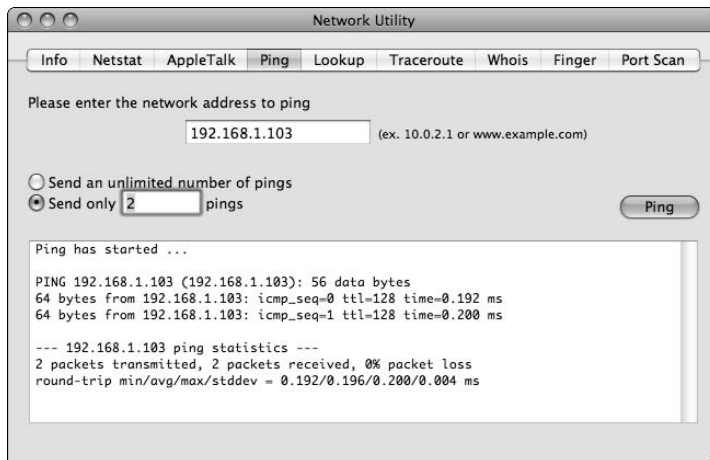 Network Utility
Info Netstat AppleTalk Ping Lookup Traceroute Whois Finger Port Scan
Please enter the network address to ping
192.168.1.103 (ex. 10.0.2.1 or www.example.com)
Send an unlimited number of pings
Send only 2 pings
Ping
Ping has started ...
PING 192.168.1.103 (192.168.1.103): 56 data bytes
64 bytes from 192.168.1.103: icmp_seq=0 ttl=128 time=0.192 ms
64 bytes from 192.168.1.103: icmp_seq=1 ttl=128 time=0.200 ms
--- 192.168.1.103 ping statistics ---
2 packets transmitted, 2 packets received, 0% packet loss
round-trip min/avg/max/stddev = 0.192/0.196/0.200/0.004 ms